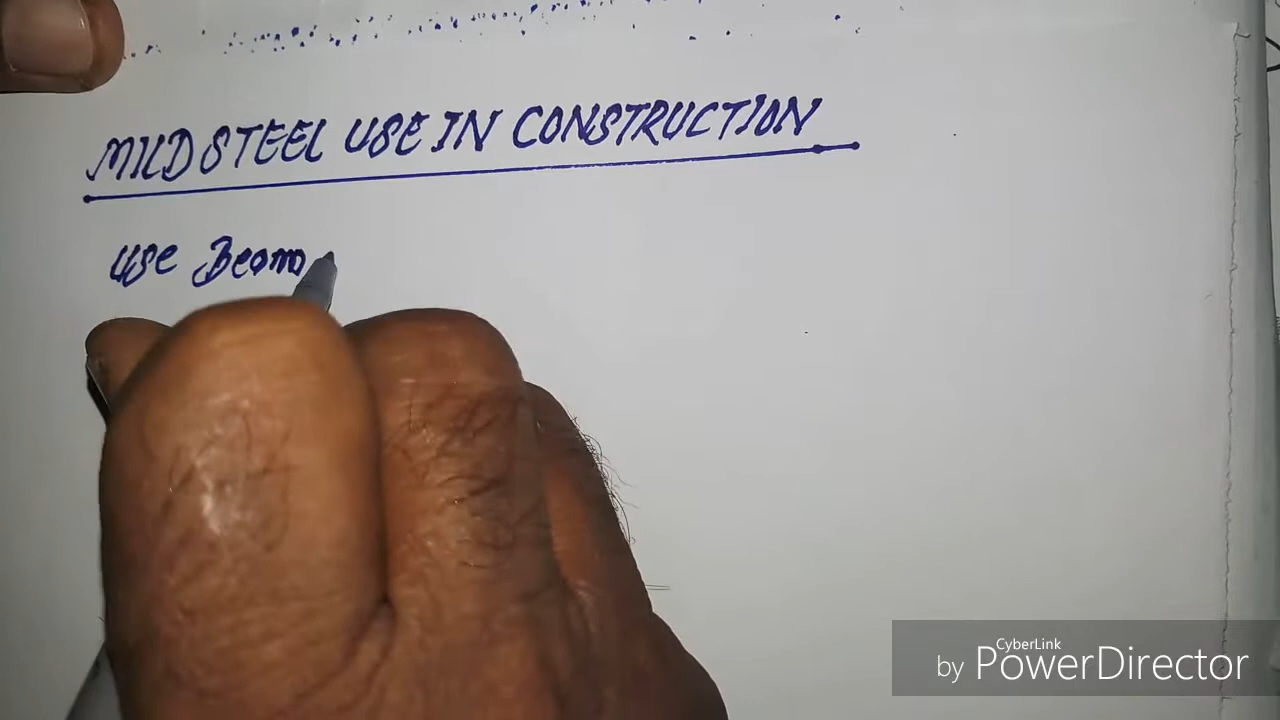 MILD STEEL USE IN CONSTRUCTION
Use Beam
CyberLink
by PowerDirector